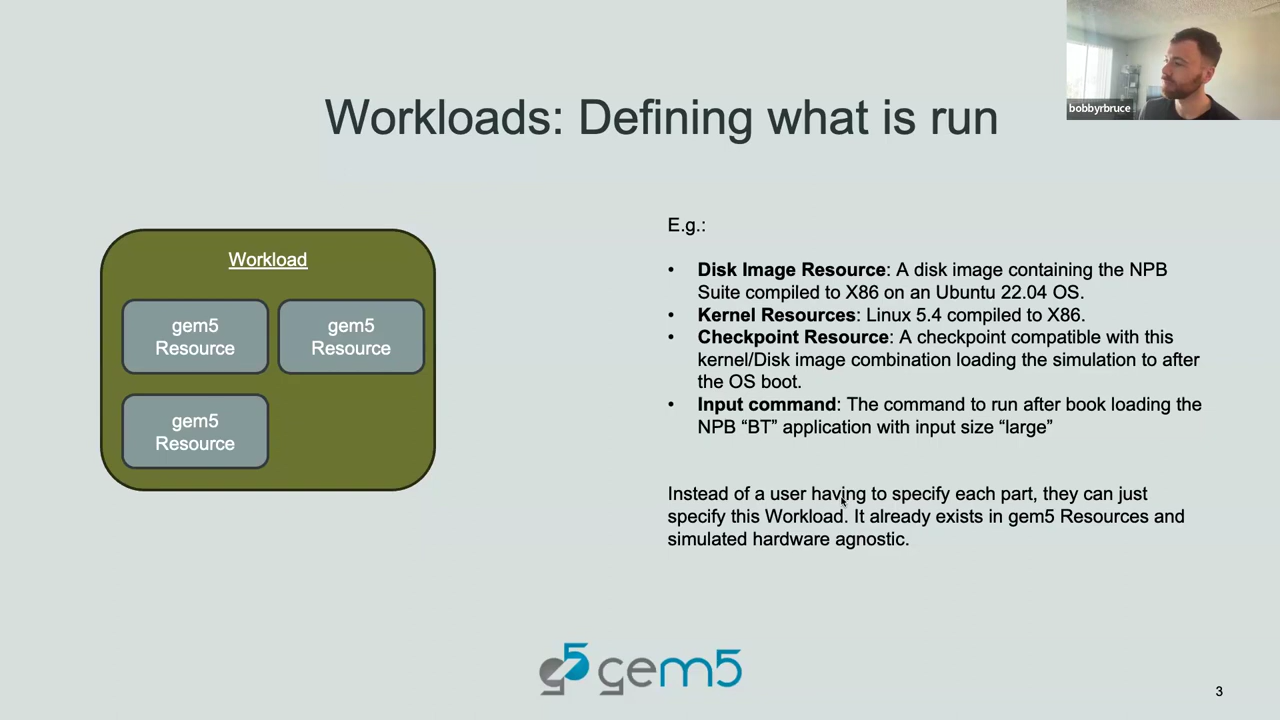 bobbyrbruce
Workloads: Defining what is run
Workload
gem5
Resource
gem5
Resource
gem5
Resource
E.g.:
• Disk Image Resource: A disk image containing the NPB
Suite compiled to X86 on an Ubuntu 22.04 OS.
• Kernel Resources: Linux 5.4 compiled to X86.
• Checkpoint Resource: A checkpoint compatible with this
kernel/Disk image combination loading the simulation to after
the OS boot.
• Input command: The command to run after book loading the
NPB “BT” application with input size “large”
Instead of a user having to specify each part, they can just
specify this Workload. It already exists in gem5 Resources and
simulated hardware agnostic.
g5 gem5
3